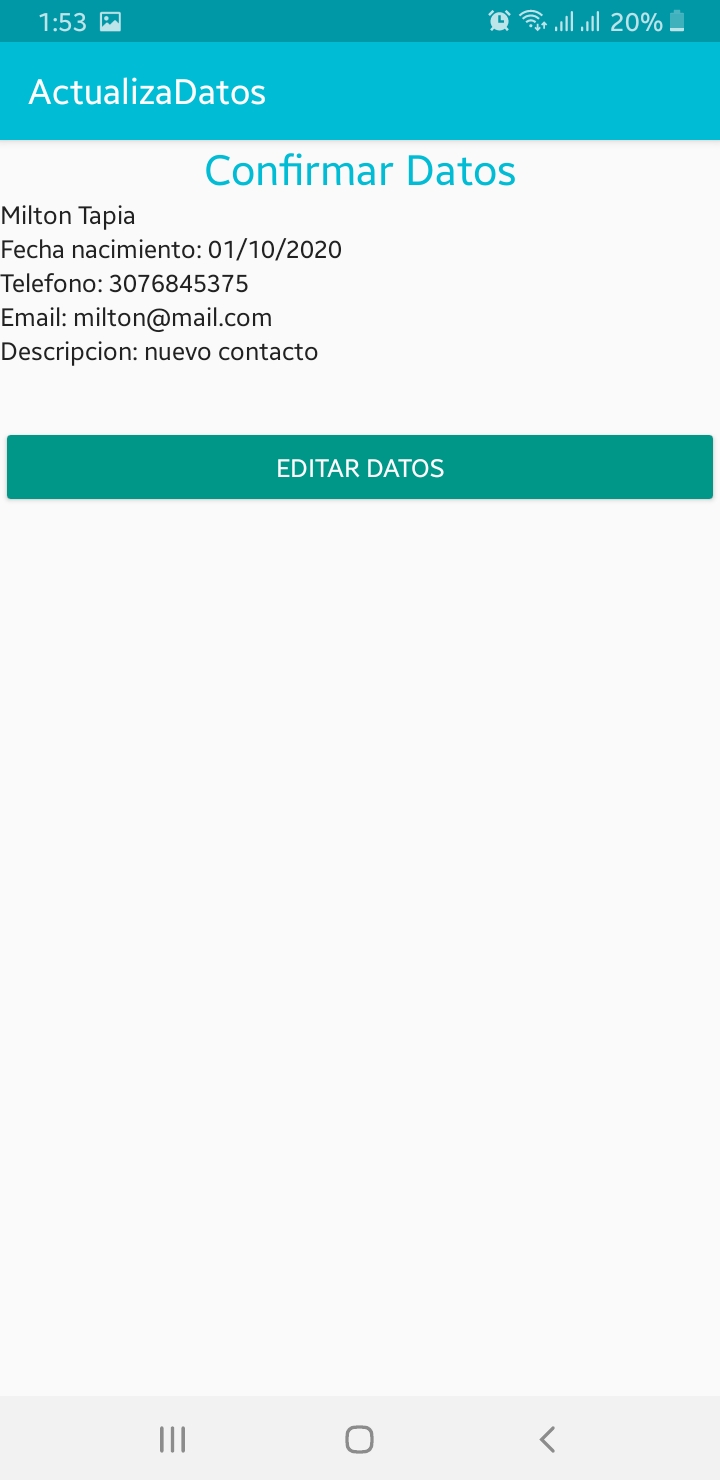 1:53
20%
ActualizaDatos
Confirmar Datos
Milton Tapia
Fecha nacimiento: 01/10/2020
Telefono: 3076845375
Email: milton@mail.com
Descripcion: nuevo contacto
EDITAR DATOS